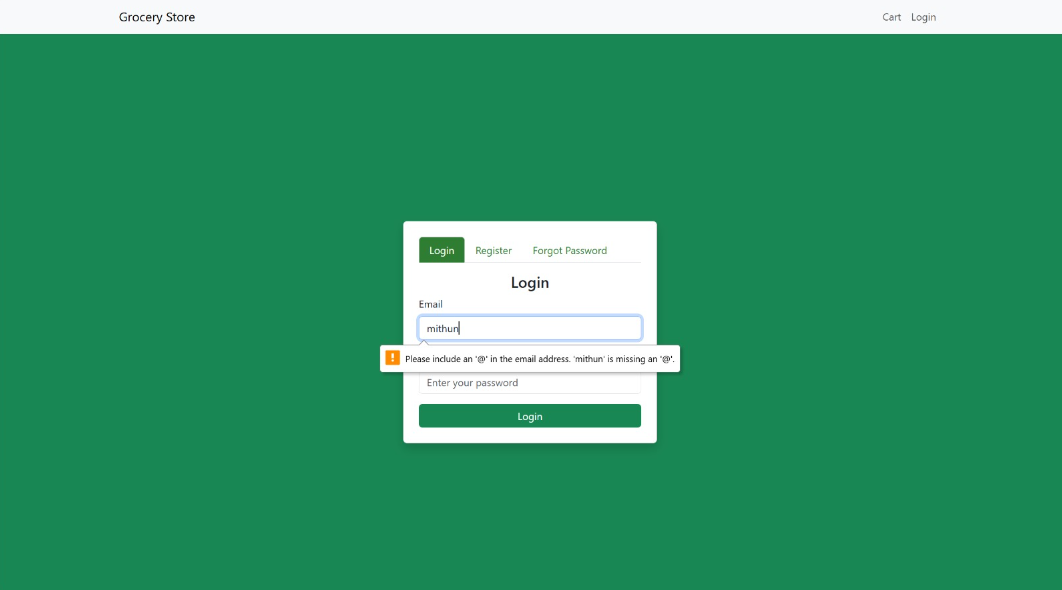 Grocery Store
Cart Login
Login Register Forgot Password
Login
Email
mithun
! Please include an '@' in the email address. 'mithun' is missing an '@'.
Enter your password
Login